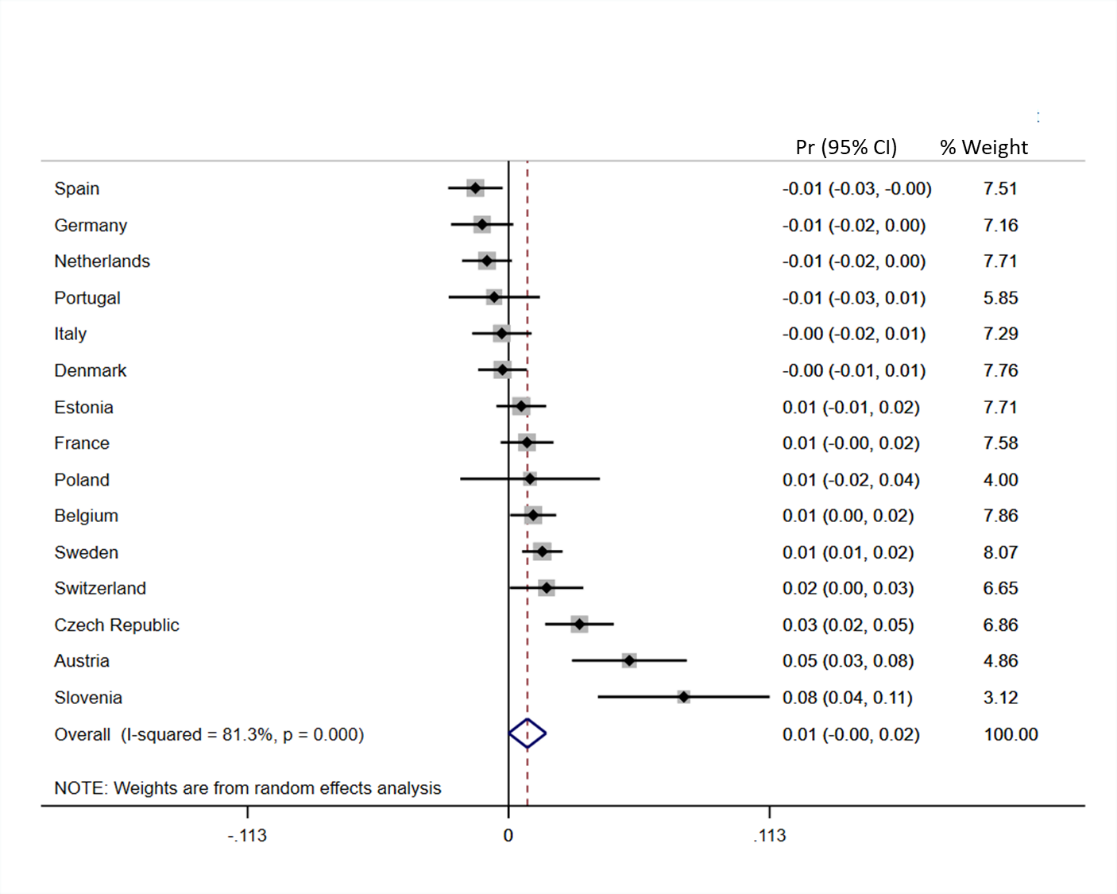 :
Pr (95% CI) % Weight
Spain -0.01 (-0.03, -0.00) 7.51
Germany -0.01 (-0.02, 0.00) 7.16
Netherlands -0.01 (-0.02, 0.00) 7.71
Portugal -0.01 (-0.03, 0.01) 5.85
Italy -0.00 (-0.02, 0.01) 7.29
Denmark -0.00 (-0.01, 0.01) 7.76
Estonia 0.01 (-0.01, 0.02) 7.71
France 0.01 (-0.00, 0.02) 7.58
Poland 0.01 (-0.02, 0.04) 4.00
Belgium 0.01 (0.00, 0.02) 7.86
Sweden 0.01 (0.01, 0.02) 8.07
Switzerland 0.02 (0.00, 0.03) 6.65
Czech Republic 0.03 (0.02, 0.05) 6.86
Austria 0.05 (0.03, 0.08) 4.86
Slovenia 0.08 (0.04, 0.11) 3.12
Overall (I-squared = 81.3%, p = 0.000) 0.01 (-0.00, 0.02) 100.00
NOTE: Weights are from random effects analysis
-.113 0 .113